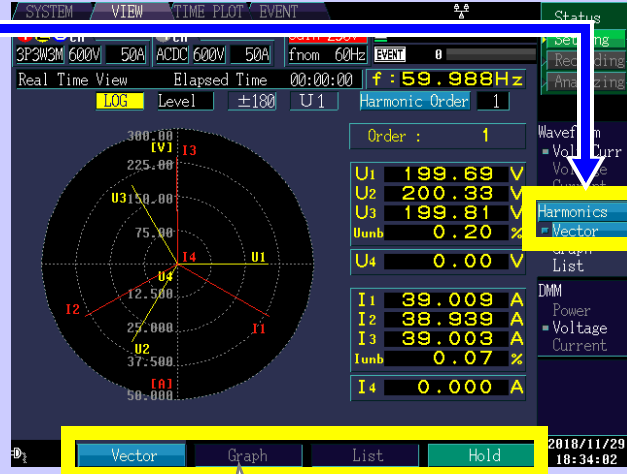 SYSTEM VIEW TIME PLOT EVENT
Status
Setting
Recording
Analyzing
3P3W3M 600V 50A ACDC 600V 50A fnom 60Hz EVENT 0
Real Time View Elapsed Time 00:00:00 f:59.988Hz
LOG Level ±180 U1 Harmonic Order 1
Order : 1
300.00
[V]
225.00
150.00
75.00
12.500
25.000
37.500
[A]
50.000
I3
U3
I4
U1
U4
I2
I1
U2
U1 199.69 V
U2 200.33 V
U3 199.81 V
Uunb 0.20 %
U4 0.00 V
I1 39.009 A
I2 38.939 A
I3 39.003 A
Iunb 0.07 %
I4 0.000 A
Harmonics
Vector
Graph
List
DMM
Power
Voltage
Current
Vector Graph List Hold
2018/11/29
18:34:02